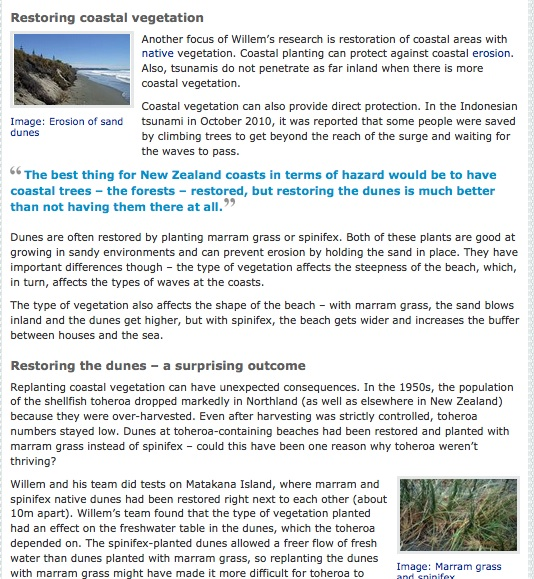 Restoring coastal vegetation
Another focus of Willem's research is restoration of coastal areas with
native vegetation. Coastal planting can protect against coastal erosion.
Also, tsunamis do not penetrate as far inland when there is more
coastal vegetation.
Image: Erosion of sand
dunes
Coastal vegetation can also provide direct protection. In the Indonesian
tsunami in October 2010, it was reported that some people were saved
by climbing trees to get beyond the reach of the surge and waiting for
the waves to pass.
“The best thing for New Zealand coasts in terms of hazard would be to have
coastal trees – the forests – restored, but restoring the dunes is much better
than not having them there at all.”
Dunes are often restored by planting marram grass or spinifex. Both of these plants are good at
growing in sandy environments and can prevent erosion by holding the sand in place. They have
important differences though – the type of vegetation affects the steepness of the beach, which,
in turn, affects the types of waves at the coasts.
The type of vegetation also affects the shape of the beach – with marram grass, the sand blows
inland and the dunes get higher, but with spinifex, the beach gets wider and increases the buffer
between houses and the sea.
Restoring the dunes – a surprising outcome
Replanting coastal vegetation can have unexpected consequences. In the 1950s, the population
of the shellfish toheroa dropped markedly in Northland (as well as elsewhere in New Zealand)
because they were over-harvested. Even after harvesting was strictly controlled, toheroa
numbers stayed low. Dunes at toheroa-containing beaches had been restored and planted with
marram grass instead of spinifex – could this have been one reason why toheroa weren't
thriving?
Willem and his team did tests on Matakana Island, where marram and
spinifex native dunes had been restored right next to each other (about
10m apart). Willem's team found that the type of vegetation planted
had an effect on the freshwater table in the dunes, which the toheroa
depended on. The spinifex-planted dunes allowed a freer flow of fresh
water than dunes planted with marram grass, so replanting the dunes
with marram grass might have made it more difficult for toheroa to
Image: Marram grass
and spinifex